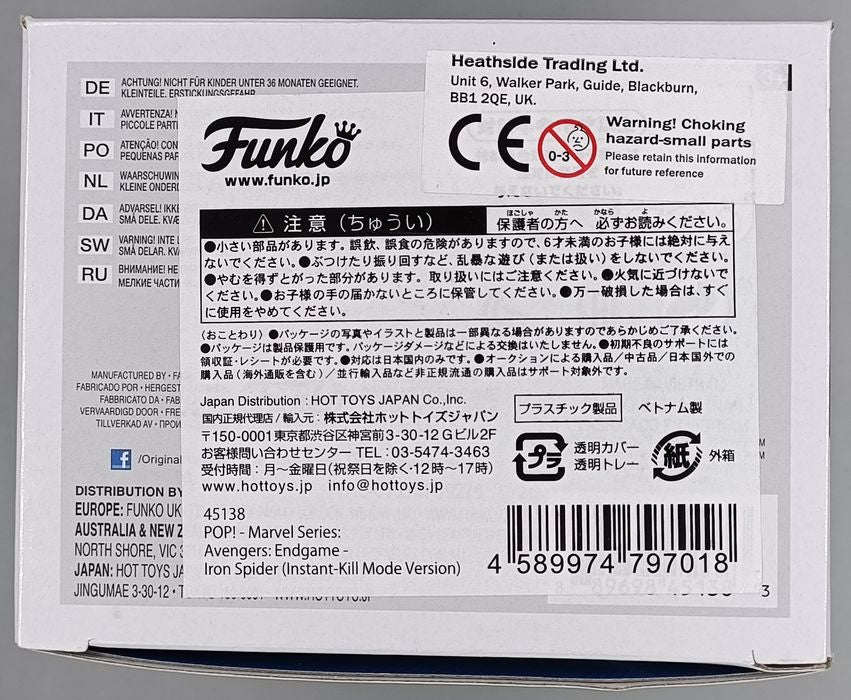 DE ACHTUNG! NICHT FÜR KINDER UNTER 36 MONATEN GEEIGNET.
KLEINTEILE. ERSTICKUNGSGEFAHR
IT AVVERTENZA!
PICCOLE PARTI
PO ATENÇÃO! CON
PEQUENAS PAR
NL WAARSCHUWIN
KLEINE ONDERD
DA ADVARSEL! IKKE
SMÅ DELE. KVÆ
SW VARNING! INTE L
SMÅ DELAR. KV
RU ВНИМАНИЕ! НЕ
МЕЛКИЕ ЧАСТИ
MANUFACTURED BY • FA
FABRICADO POR • HERGEST
FABBRICATO DA • FAB
VERVAARDIGD DOOR • FRE
TILLVERKAD AV • ПРОИ
f /Original
DISTRIBUTION BY
EUROPE: FUNKO UK
AUSTRALIA & NEW Z
NORTH SHORE, VIC 3
JAPAN: HOT TOYS JA
JINGUMAE 3-30-12 • T
Heathside Trading Ltd.
Unit 6, Walker Park, Guide, Blackburn,
BB1 2QE, UK.
CE 0-3 Warning! Choking
hazard-small parts
Please retain this information
for future reference
Funko
www.funko.jp
⚠ 注意（ちゅうい） 保護者の方へ 必ずお読みください。
●小さい部品があります。誤飲、誤食の危険がありますので、6才未満のお子様には絶対に与え
ないでください。●ぶつけたり振り回すなど、乱暴な遊び（または扱い）をしないでください。
●やむを得ずとがった部分があります。取り扱いにはご注意ください。●火気に近づけないで
ください。●お子様の手の届かないところに保管してください。●万一破損した場合は、すぐ
に使用をやめてください。
（おことわり）●パッケージの写真やイラストと製品は一部異なる場合がありますのであらかじめご了承ください。
●パッケージは製品保護用です。パッケージダメージなどによる交換はいたしません。●初期不良のサポートには
領収証・レシートが必要です。●対応は日本国内のみです。●オークションによる購入品／中古品／日本国外での
購入品（海外通販を含む）／並行輸入品など非正規流通の購入品はサポート対象外です。
Japan Distribution : HOT TOYS JAPAN Co.,Inc.
国内正規代理店 / 輸入元：株式会社ホットトイズジャパン
〒150-0001 東京都渋谷区神宮前3-30-12 Gビル2F
お客様お問い合わせセンター TEL : 03-5474-3463
受付時間：月〜金曜日（祝祭日を除く・12時〜17時）
www.hottoys.jp info@hottoys.jp
プラスチック製品 ベトナム製
プラ 透明カバー
透明トレー
紙 外箱
45138
POP! - Marvel Series:
Avengers: Endgame -
Iron Spider (Instant-Kill Mode Version)
4 589974 797018
3